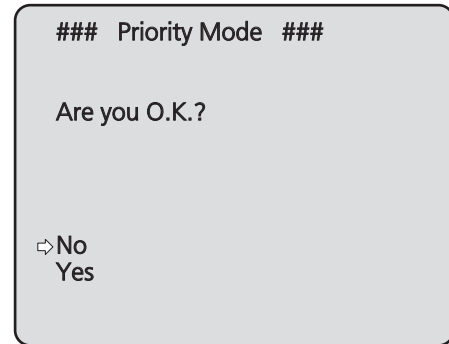 ### Priority Mode ###
Are you O.K.?
⇨No
Yes